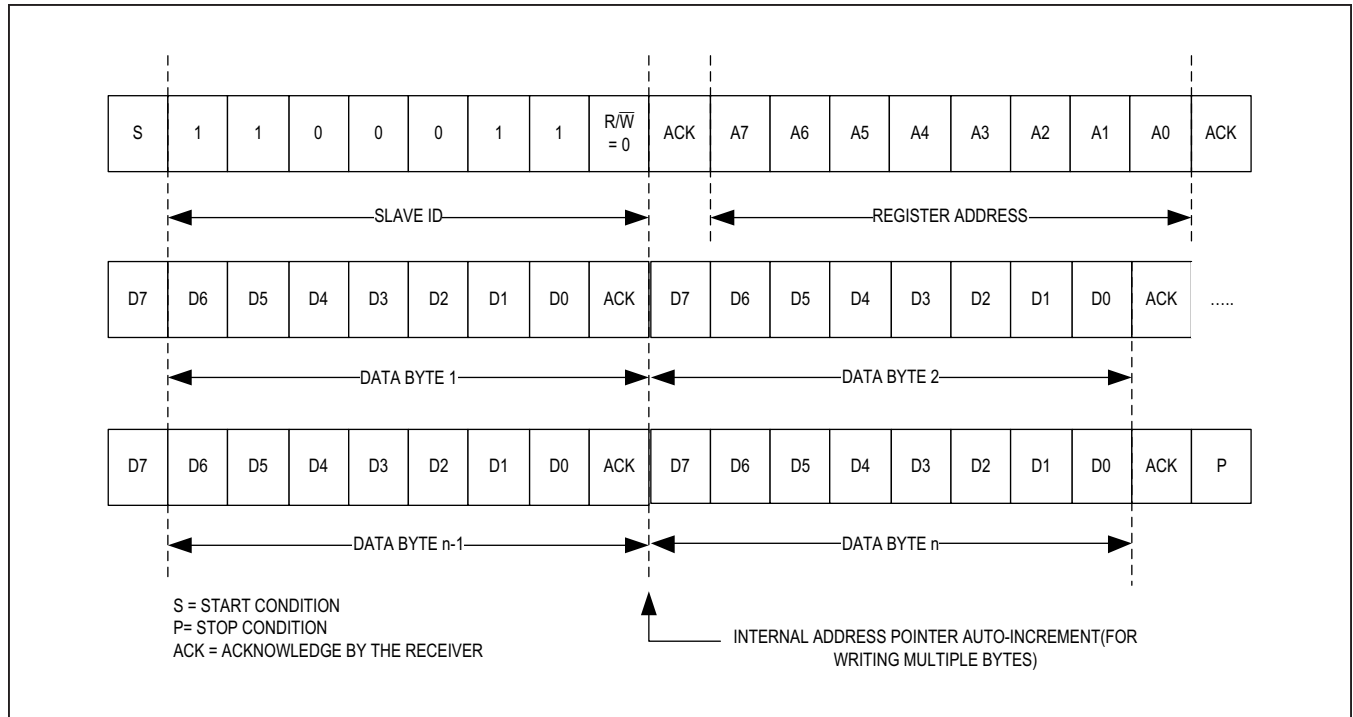 S 1 1 0 0 0 1 1 R/W̅ = 0 ACK A7 A6 A5 A4 A3 A2 A1 A0 ACK
SLAVE ID REGISTER ADDRESS
D7 D6 D5 D4 D3 D2 D1 D0 ACK D7 D6 D5 D4 D3 D2 D1 D0 ACK .....
DATA BYTE 1 DATA BYTE 2
D7 D6 D5 D4 D3 D2 D1 D0 ACK D7 D6 D5 D4 D3 D2 D1 D0 ACK P
DATA BYTE n-1 DATA BYTE n
S = START CONDITION
P= STOP CONDITION
ACK = ACKNOWLEDGE BY THE RECEIVER
INTERNAL ADDRESS POINTER AUTO-INCREMENT(FOR
WRITING MULTIPLE BYTES)